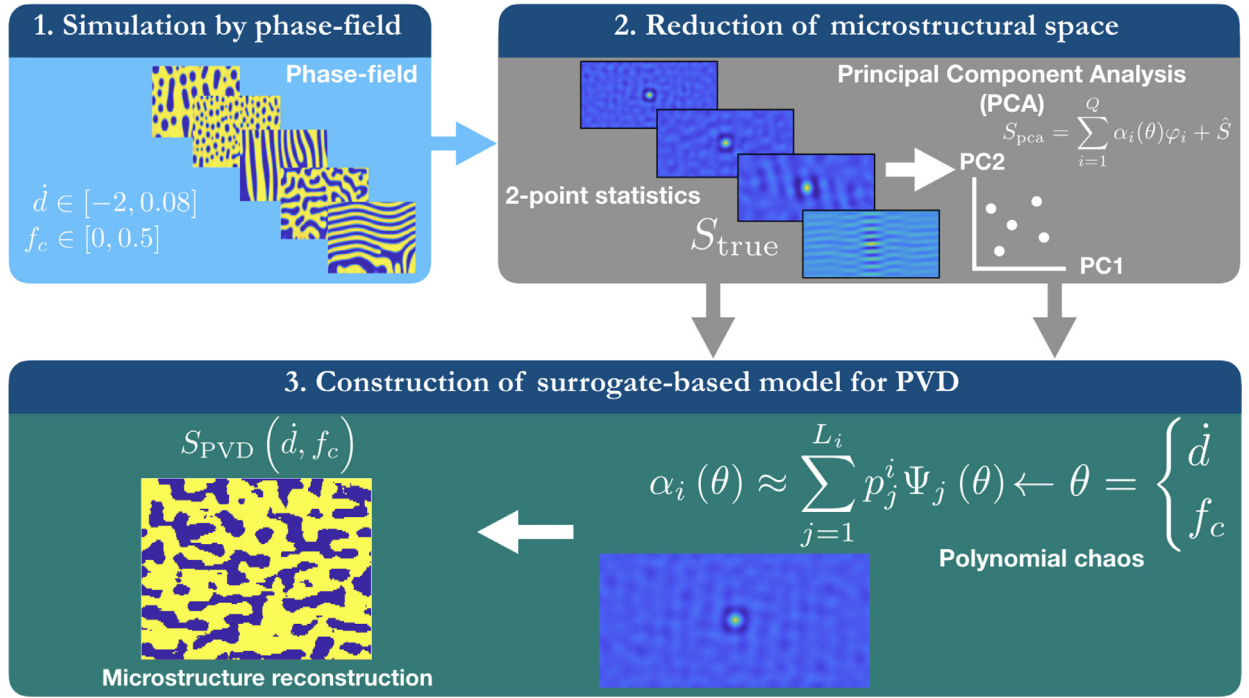 1. Simulation by phase-field
Phase-field
ḋ ∈ [−2, 0.08]
f_c ∈ [0, 0.5]
2. Reduction of microstructural space
2-point statistics
S_true
Principal Component Analysis
(PCA)
S_pca = ∑_{i=1}^{Q} α_i(θ)φ_i + Ŝ
PC2
PC1
3. Construction of surrogate-based model for PVD
S_PVD (ḋ, f_c)
Microstructure reconstruction
α_i (θ) ≈ ∑_{j=1}^{L_i} p_j^i Ψ_j (θ) ← θ = { ḋ
f_c
Polynomial chaos